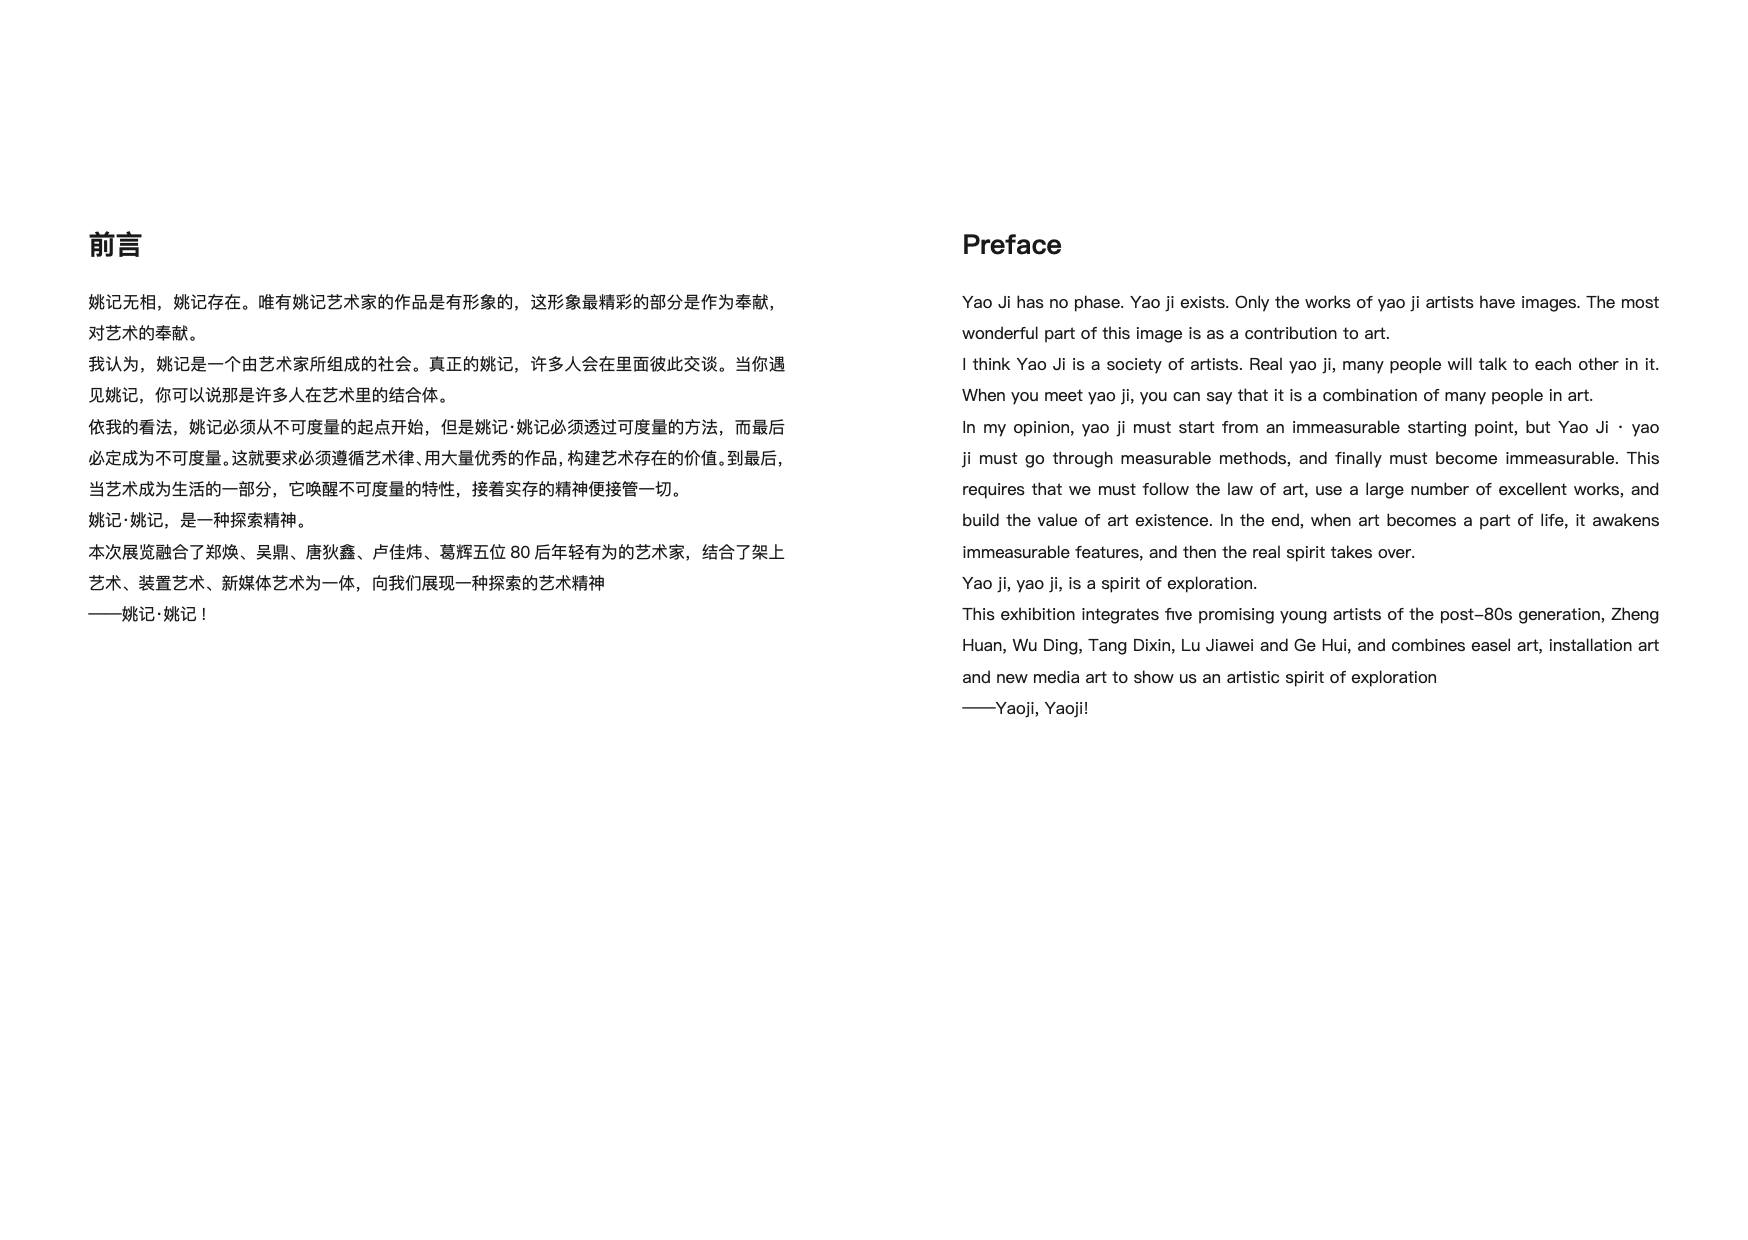 前言
姚记无相，姚记存在。唯有姚记艺术家的作品是有形象的，这形象最精彩的部分是作为奉献，
对艺术的奉献。
我认为，姚记是一个由艺术家所组成的社会。真正的姚记，许多人会在里面彼此交谈。当你遇
见姚记，你可以说那是许多人在艺术里的结合体。
依我的看法，姚记必须从不可度量的起点开始，但是姚记·姚记必须透过可度量的方法，而最后
必定成为不可度量。这就要求必须遵循艺术律、用大量优秀的作品，构建艺术存在的价值。到最后，
当艺术成为生活的一部分，它唤醒不可度量的特性，接着实存的精神便接管一切。
姚记·姚记，是一种探索精神。
本次展览融合了郑焕、吴鼎、唐狄鑫、卢佳炜、葛辉五位 80 后年轻有为的艺术家，结合了架上
艺术、装置艺术、新媒体艺术为一体，向我们展现一种探索的艺术精神
——姚记·姚记！
Preface
Yao Ji has no phase. Yao ji exists. Only the works of yao ji artists have images. The most
wonderful part of this image is as a contribution to art.
I think Yao Ji is a society of artists. Real yao ji, many people will talk to each other in it.
When you meet yao ji, you can say that it is a combination of many people in art.
In my opinion, yao ji must start from an immeasurable starting point, but Yao Ji · yao
ji must go through measurable methods, and finally must become immeasurable. This
requires that we must follow the law of art, use a large number of excellent works, and
build the value of art existence. In the end, when art becomes a part of life, it awakens
immeasurable features, and then the real spirit takes over.
Yao ji, yao ji, is a spirit of exploration.
This exhibition integrates five promising young artists of the post-80s generation, Zheng
Huan, Wu Ding, Tang Dixin, Lu Jiawei and Ge Hui, and combines easel art, installation art
and new media art to show us an artistic spirit of exploration
——Yaoji, Yaoji!